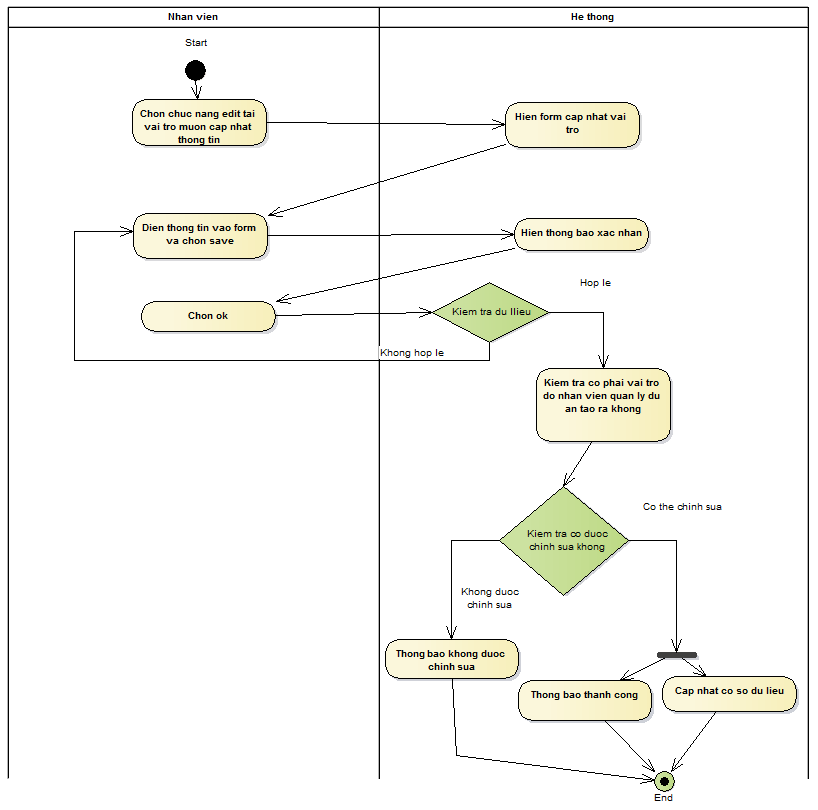 Nhan vien
He thong
Start
Chon chuc nang edit tai
vai tro muon cap nhat
thong tin
Hien form cap nhat vai
tro
Dien thong tin vao form
va chon save
Hien thong bao xac nhan
Chon ok
Kiem tra du llieu
Hop le
Khong hop le
Kiem tra co phai vai tro
do nhan vien quan ly du
an tao ra khong
Kiem tra co duoc
chinh sua khong
Co the chinh sua
Khong duoc
chinh sua
Thong bao khong duoc
chinh sua
Thong bao thanh cong
Cap nhat co so du lieu
End